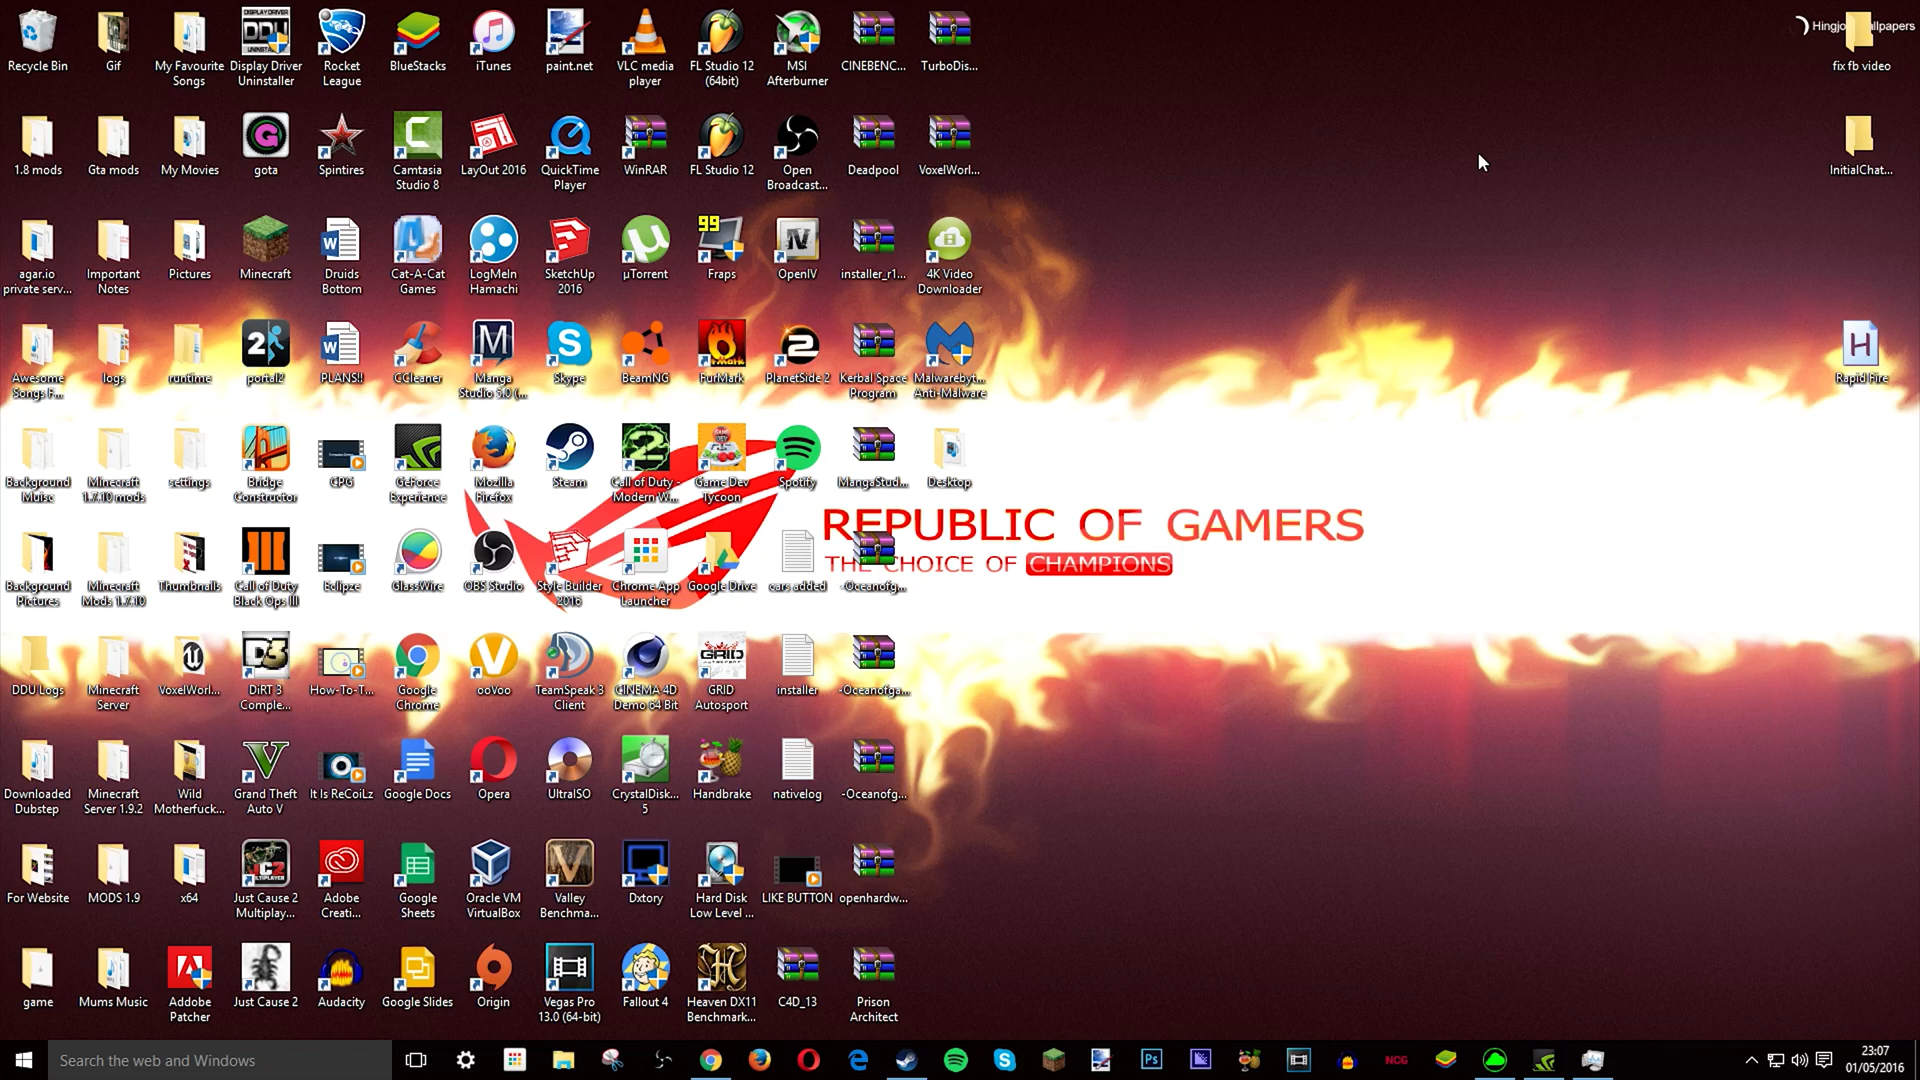 Recycle Bin
Gif
My Favourite
Songs
Display Driver
Uninstaller
Rocket
League
BlueStacks
iTunes
paint.net
VLC media
player
FL Studio 12
(64bit)
MSI
Afterburner
CINEBENC...
TurboDis...
fix fb video
1.8 mods
Gta mods
My Movies
gota
Spintires
Camtasia
Studio 8
LayOut 2016
QuickTime
Player
WinRAR
FL Studio 12
Open
Broadcast...
Deadpool
VoxelWorl...
InitialChat...
agar.io
private serv...
Important
Notes
Pictures
Minecraft
Druids
Bottom
Cat-A-Cat
Games
LogMeIn
Hamachi
SketchUp
2016
µTorrent
99
Fraps
OpenIV
installer_r1...
4K Video
Downloader
Awesome
Songs F...
logs
runtime
portal2
PLANS!!
CCleaner
Manga
Studio 5.0 (...
Skype
BeamNG
FurMark
PlanetSide 2
Kerbal Space
Program
Malwarebyt...
Anti-Malware
Rapid Fire
Background
Muisc
Minecraft
1.7.10 mods
settings
Bridge
Constructor
CPG
GeForce
Experience
Mozilla
Firefox
Steam
Call of Duty -
Modern W...
Game Dev
Tycoon
Spotify
MangaStud...
Desktop
REPUBLIC OF GAMERS
THE CHOICE OF CHAMPIONS
Background
Pictures
Minecraft
Mods 1.7.10
Thumbnails
Call of Duty
Black Ops III
Eclipze
GlassWire
OBS Studio
Style Builder
2016
Chrome App
Launcher
Google Drive
cars added
-Oceanofg...
DDU Logs
Minecraft
Server
VoxelWorl...
DiRT 3
Comple...
How-To-T...
Google
Chrome
ooVoo
TeamSpeak 3
Client
CINEMA 4D
Demo 64 Bit
GRID
Autosport
installer
-Oceanofga...
Downloaded
Dubstep
Minecraft
Server 1.9.2
Wild
Motherfuck...
Grand Theft
Auto V
It Is ReCoiLz
Google Docs
Opera
UltraISO
CrystalDisk...
5
Handbrake
nativelog
-Oceanofg...
For Website
MODS 1.9
x64
Just Cause 2
Multiplay...
Adobe
Creati...
Google
Sheets
Oracle VM
VirtualBox
Valley
Benchma...
Dxtory
Hard Disk
Low Level ...
LIKE BUTTON
openhardw...
game
Mums Music
Addobe
Patcher
Just Cause 2
Audacity
Google Slides
Origin
Vegas Pro
13.0 (64-bit)
Fallout 4
Heaven DX11
Benchmark...
C4D_13
Prison
Architect
Search the web and Windows
Ps
NCG
23:07
01/05/2016